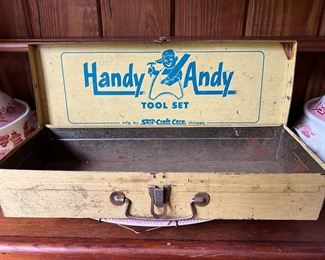 Handy Andy
TOOL SET
mfg. by Skil-Craft Corp. chicago